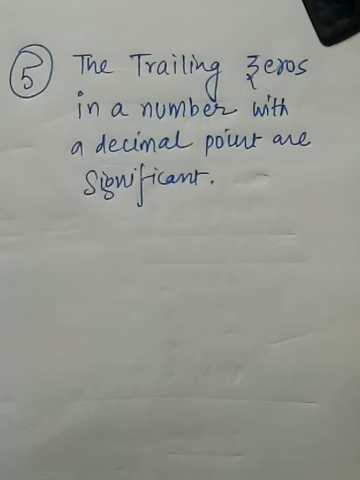 5 The Trailing zeros
in a number with
a decimal point are
Significant.